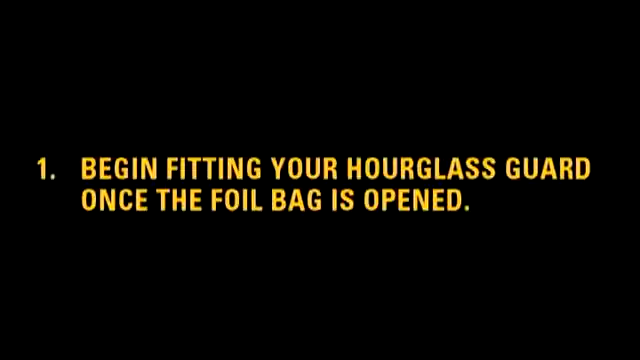 1. BEGIN FITTING YOUR HOURGLASS GUARD
ONCE THE FOIL BAG IS OPENED.